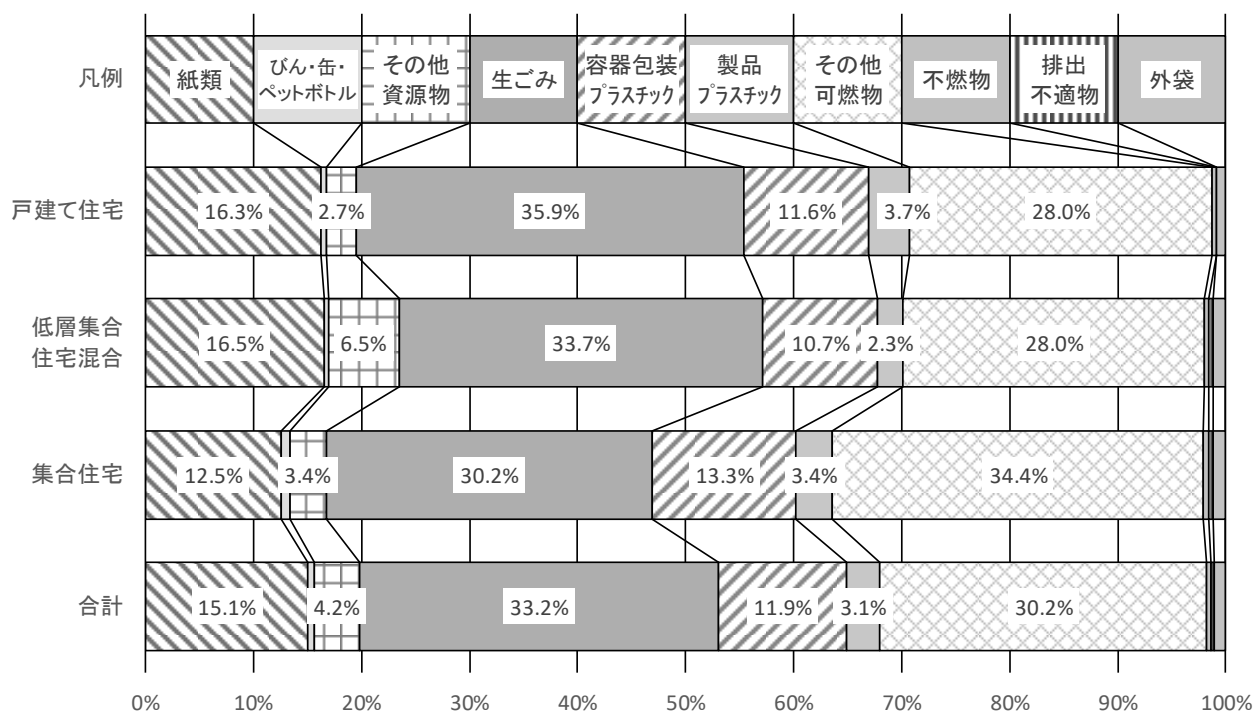 凡例
紙類
びん・缶・
ペットボトル
その他
資源物
生ごみ
容器包装
プラスチック
製品
プラスチック
その他
可燃物
不燃物
排出
不適物
外袋
戸建て住宅
16.3%
2.7%
35.9%
11.6%
3.7%
28.0%
低層集合
住宅混合
16.5%
6.5%
33.7%
10.7%
2.3%
28.0%
集合住宅
12.5%
3.4%
30.2%
13.3%
3.4%
34.4%
合計
15.1%
4.2%
33.2%
11.9%
3.1%
30.2%
0%
10%
20%
30%
40%
50%
60%
70%
80%
90%
100%